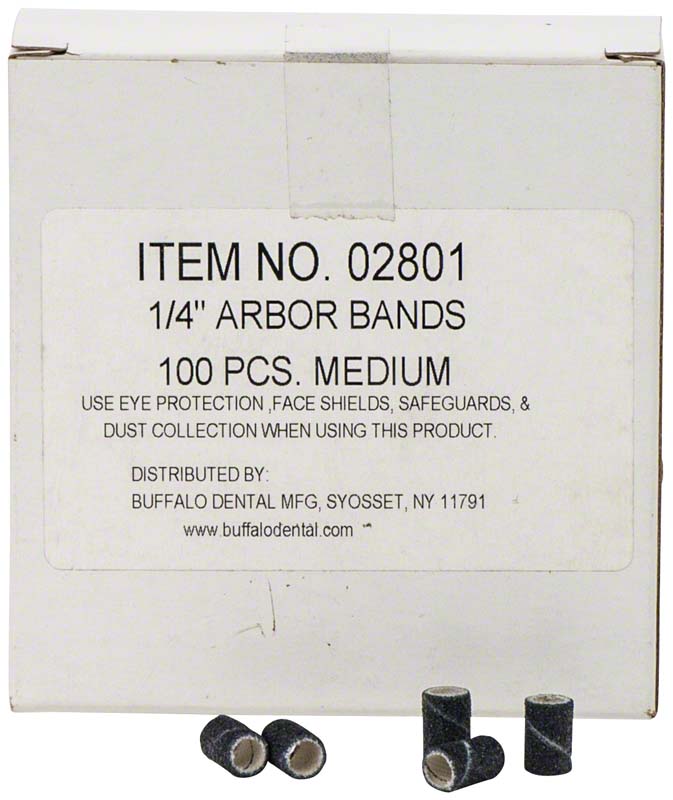 ITEM NO. 02801
1/4" ARBOR BANDS
100 PCS. MEDIUM
USE EYE PROTECTION ,FACE SHIELDS, SAFEGUARDS, &
DUST COLLECTION WHEN USING THIS PRODUCT.
DISTRIBUTED BY:
BUFFALO DENTAL MFG, SYOSSET, NY 11791
www.buffalodental.com